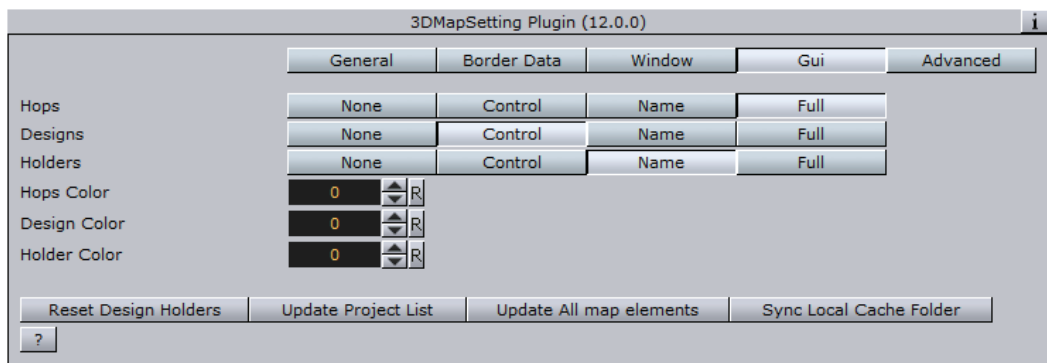 3DMapSetting Plugin (12.0.0) i
General Border Data Window Gui Advanced
Hops None Control Name Full
Designs None Control Name Full
Holders None Control Name Full
Hops Color 0 R
Design Color 0 R
Holder Color 0 R
Reset Design Holders Update Project List Update All map elements Sync Local Cache Folder
?